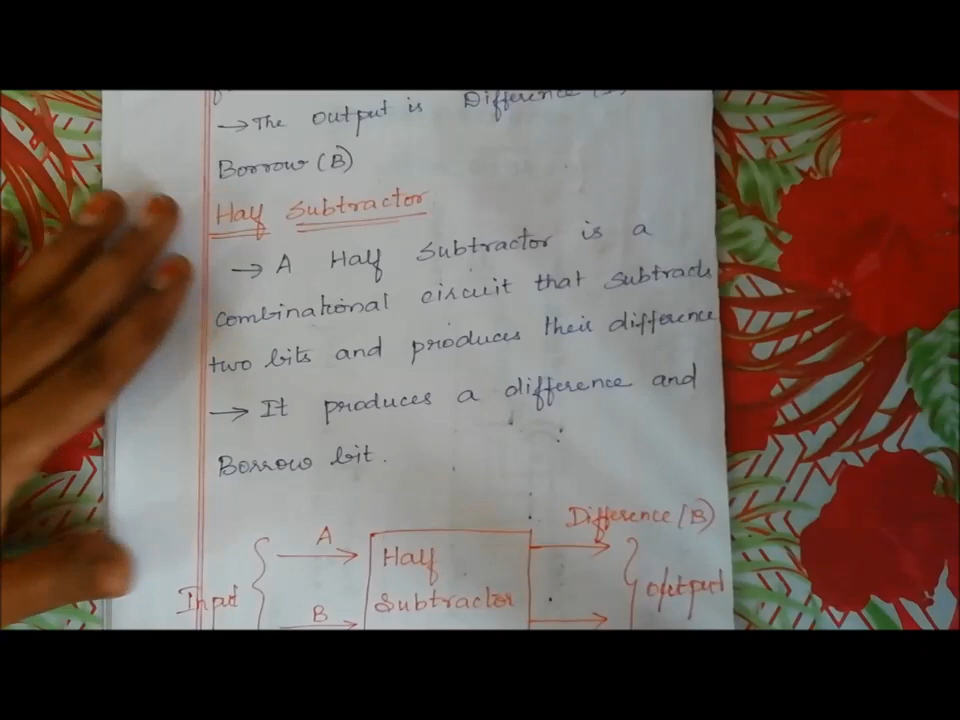 → The output is Difference
Borrow (B)
Half Subtractor
→ A Half Subtractor is a
combinational circuit that subtracts
two bits and produces their difference
→ It produces a difference and
Borrow bit.
Difference (B)
A
Half
Input
Subtractor
output
B